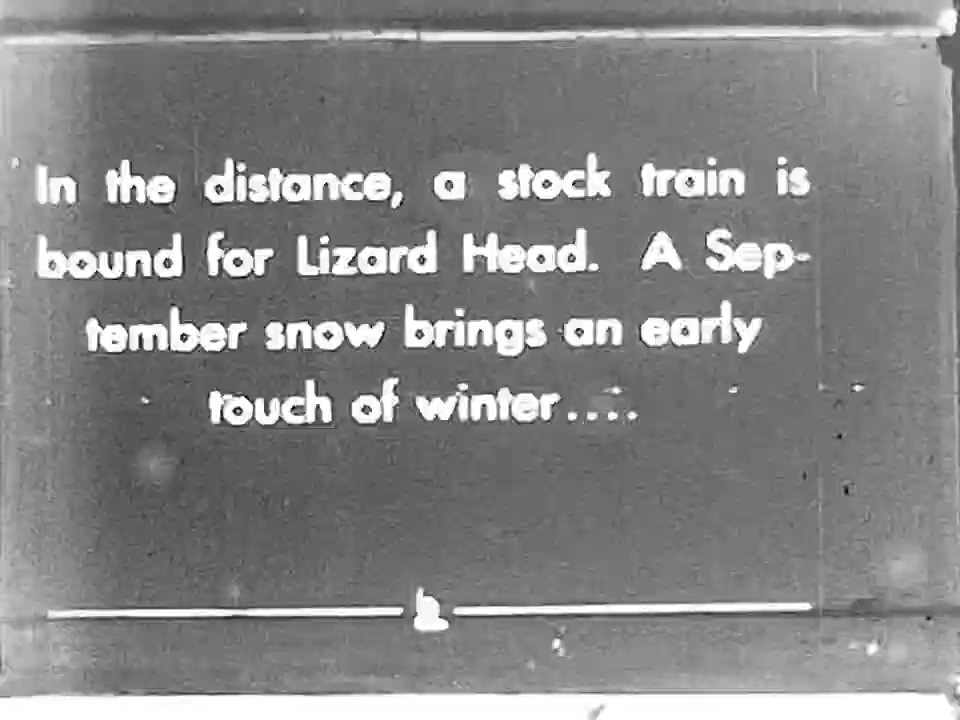 In the distance, a stock train is
bound for Lizard Head. A Sep-
tember snow brings an early
touch of winter....